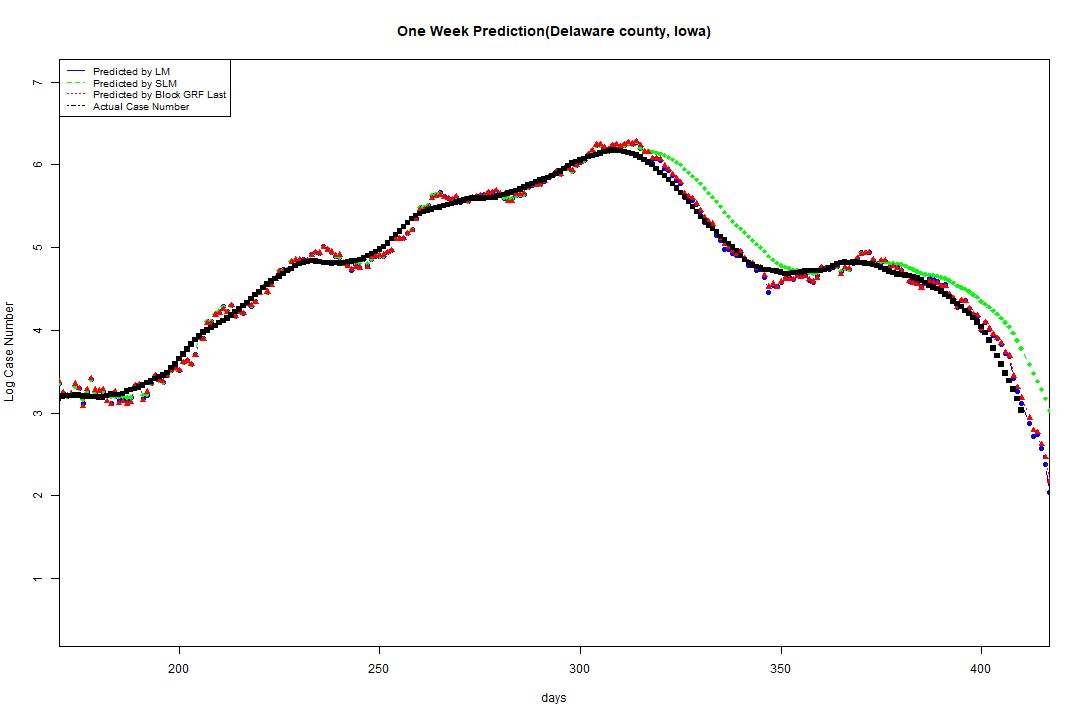 One Week Prediction(Delaware county, Iowa)
Predicted by LM
Predicted by SLM
Predicted by Block GRF Last
Actual Case Number
7
6
5
4
3
2
1
Log Case Number
200 250 300 350 400
days